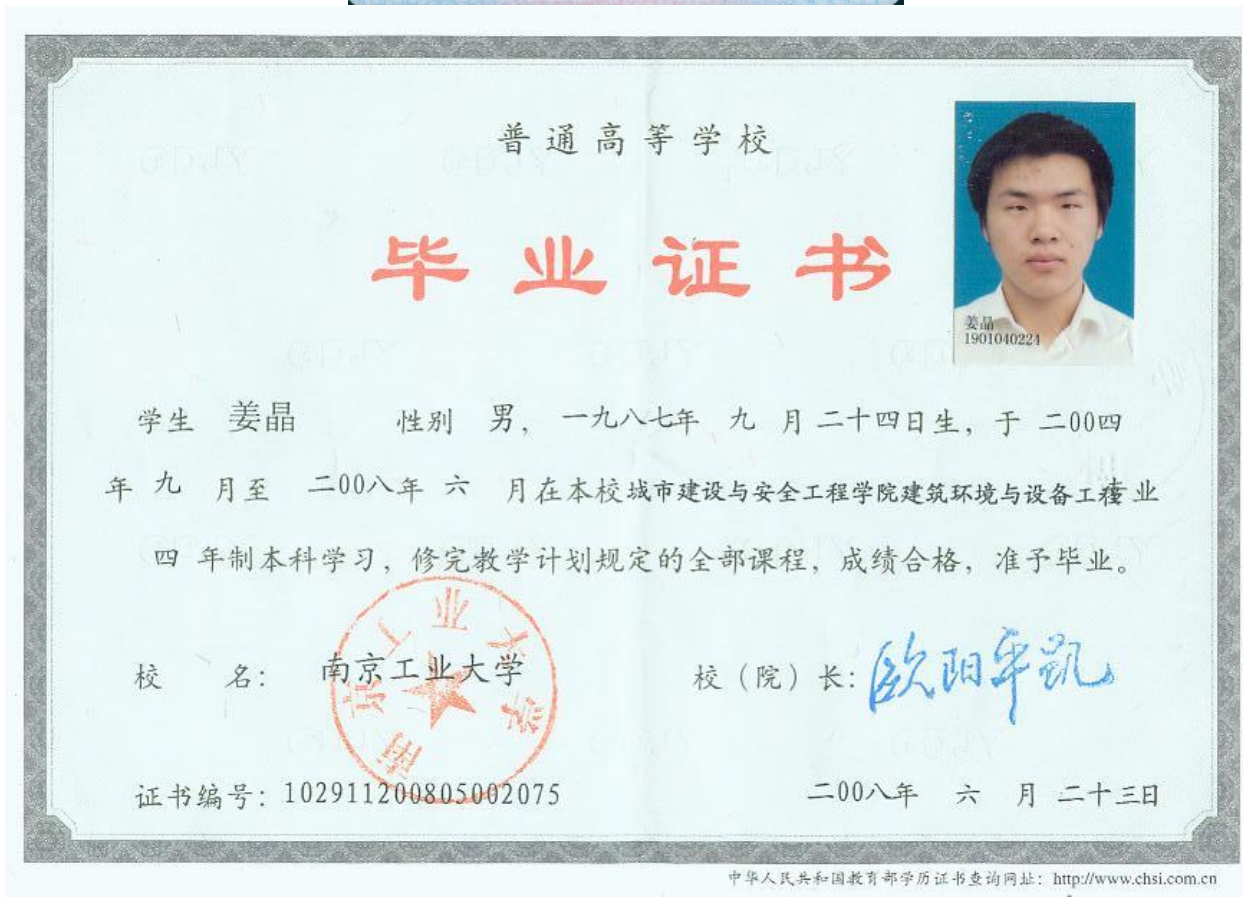 普通高等学校
毕业证书
姜晶
1901040224
学生 姜晶 性别 男，一九八七年 九 月 二十四日生，于 二00四
年 九 月至 二00八年 六 月在本校城市建设与安全工程学院建筑环境与设备工程专业
四 年制本科学习，修完教学计划规定的全部课程，成绩合格，准予毕业。
校 名： 南京工业大学
南京工业大学
校（院）长：欧阳平凯
证书编号：102911200805002075
二00八年 六 月 二十三日
中华人民共和国教育部学历证书查询网址：http://www.chsi.com.cn